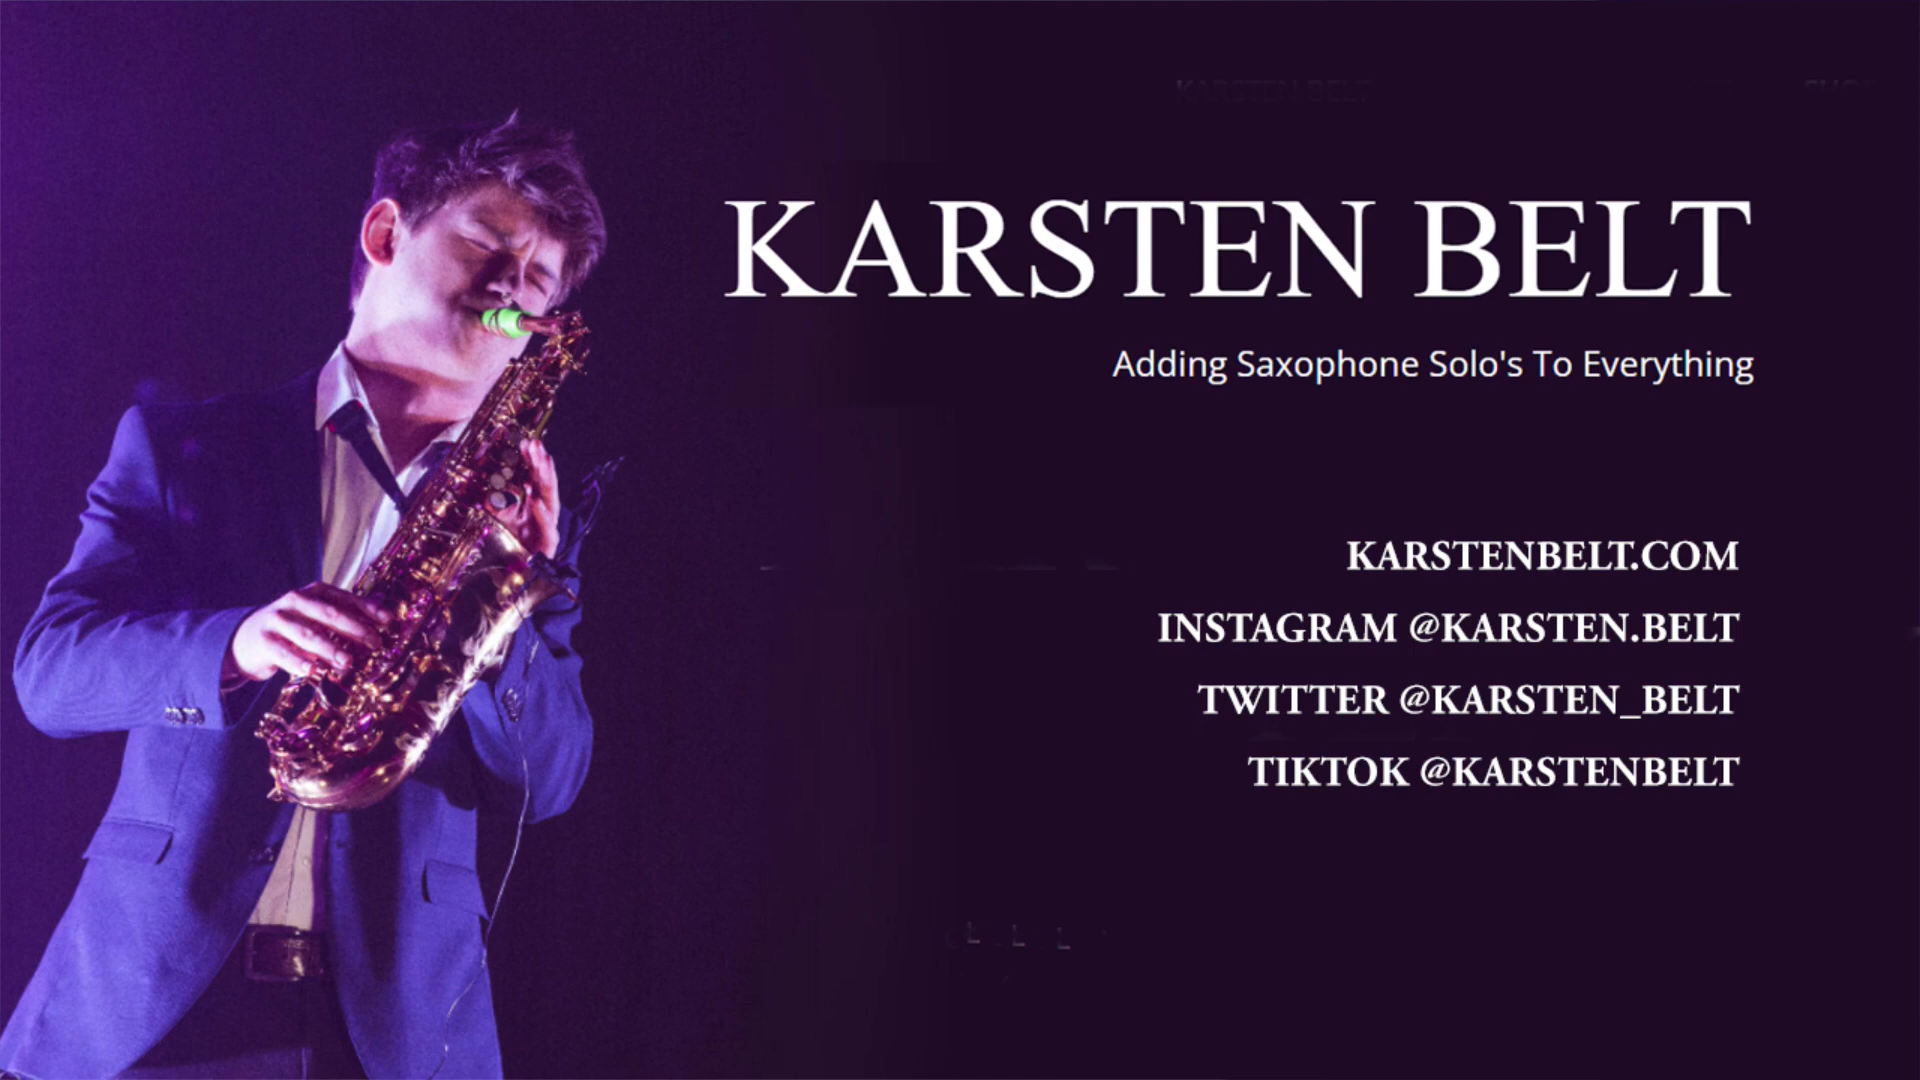 KARSTEN BELT
Adding Saxophone Solo's To Everything
KARSTENBELT.COM
INSTAGRAM @KARSTEN.BELT
TWITTER @KARSTEN_BELT
TIKTOK @KARSTENBELT